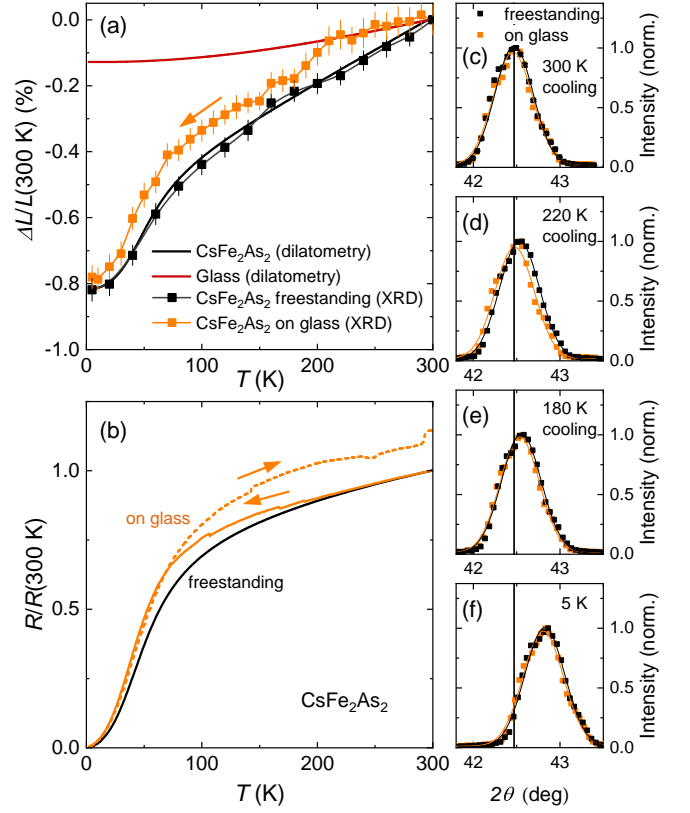 (a)
0.0
-0.2
-0.4
-0.6
-0.8
-1.0
ΔL/L(300 K) (%)
CsFe₂As₂ (dilatometry)
Glass (dilatometry)
CsFe₂As₂ freestanding (XRD)
CsFe₂As₂ on glass (XRD)
0 100 200 300
T (K)
(b)
1.0
0.5
0.0
R/R(300 K)
on glass
freestanding
CsFe₂As₂
0 100 200 300
T (K)
freestanding
on glass
(c)
300 K
cooling
1.0
0.5
0.0
Intensity (norm.)
42 43
(d)
220 K
cooling
1.0
0.5
0.0
Intensity (norm.)
42 43
(e)
180 K
cooling
1.0
0.5
0.0
Intensity (norm.)
42 43
(f)
5 K
1.0
0.5
0.0
Intensity (norm.)
42 43
2θ (deg)